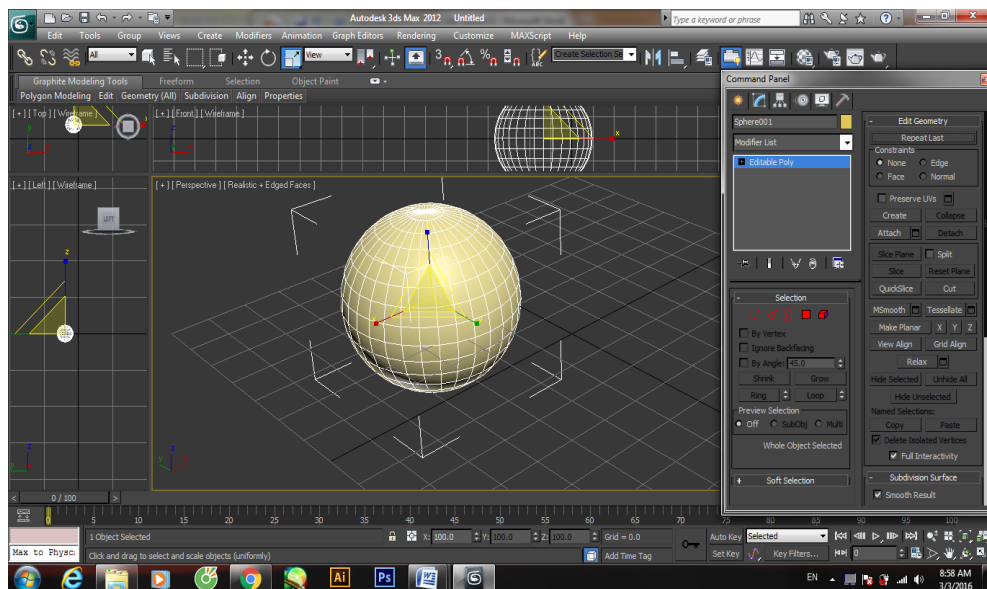 Autodesk 3ds Max 2012 Untitled
Type a keyword or phrase
Edit Tools Group Views Create Modifiers Animation Graph Editors Rendering Customize MAXScript Help
All
View
Create Selection Se
Graphite Modeling Tools Freeform Selection Object Paint
Polygon Modeling Edit Geometry (All) Subdivision Align Properties
[ + ] [ Top ] [ Wireframe ]
[ + ] [ Front ] [ Wireframe ]
x
[ + ] [ Left ] [ Wireframe ]
LEFT
z
[ + ] [ Perspective ] [ Realistic + Edged Faces ]
Command Panel
Sphere001
Modifier List
Editable Poly
- Selection
By Vertex
Ignore Backfacing
By Angle: 45.0
Shrink Grow
Ring Loop
Preview Selection
Off SubObj Multi
Whole Object Selected
+ Soft Selection
- Edit Geometry
Repeat Last
Constraints
None Edge
Face Normal
Preserve UVs
Create Collapse
Attach Detach
Slice Plane Split
Slice Reset Plane
QuickSlice Cut
MSmooth Tessellate
Make Planar X Y Z
View Align Grid Align
Relax
Hide Selected Unhide All
Hide Unselected
Named Selections:
Copy Paste
Delete Isolated Vertices
Full Interactivity
- Subdivision Surface
Smooth Result
< 0 / 100 >
0 5 10 15 20 25 30 35 40 45 50 55 60 65 70 75 80 85 90 95 100
1 Object Selected
X: 100.0 Y: 100.0 Z: 100.0 Grid = 0.0
Auto Key Selected
Max to Physc:
Click and drag to select and scale objects (uniformly)
Add Time Tag
Set Key Key Filters... 0
Ai Ps
EN
8:58 AM
3/3/2016